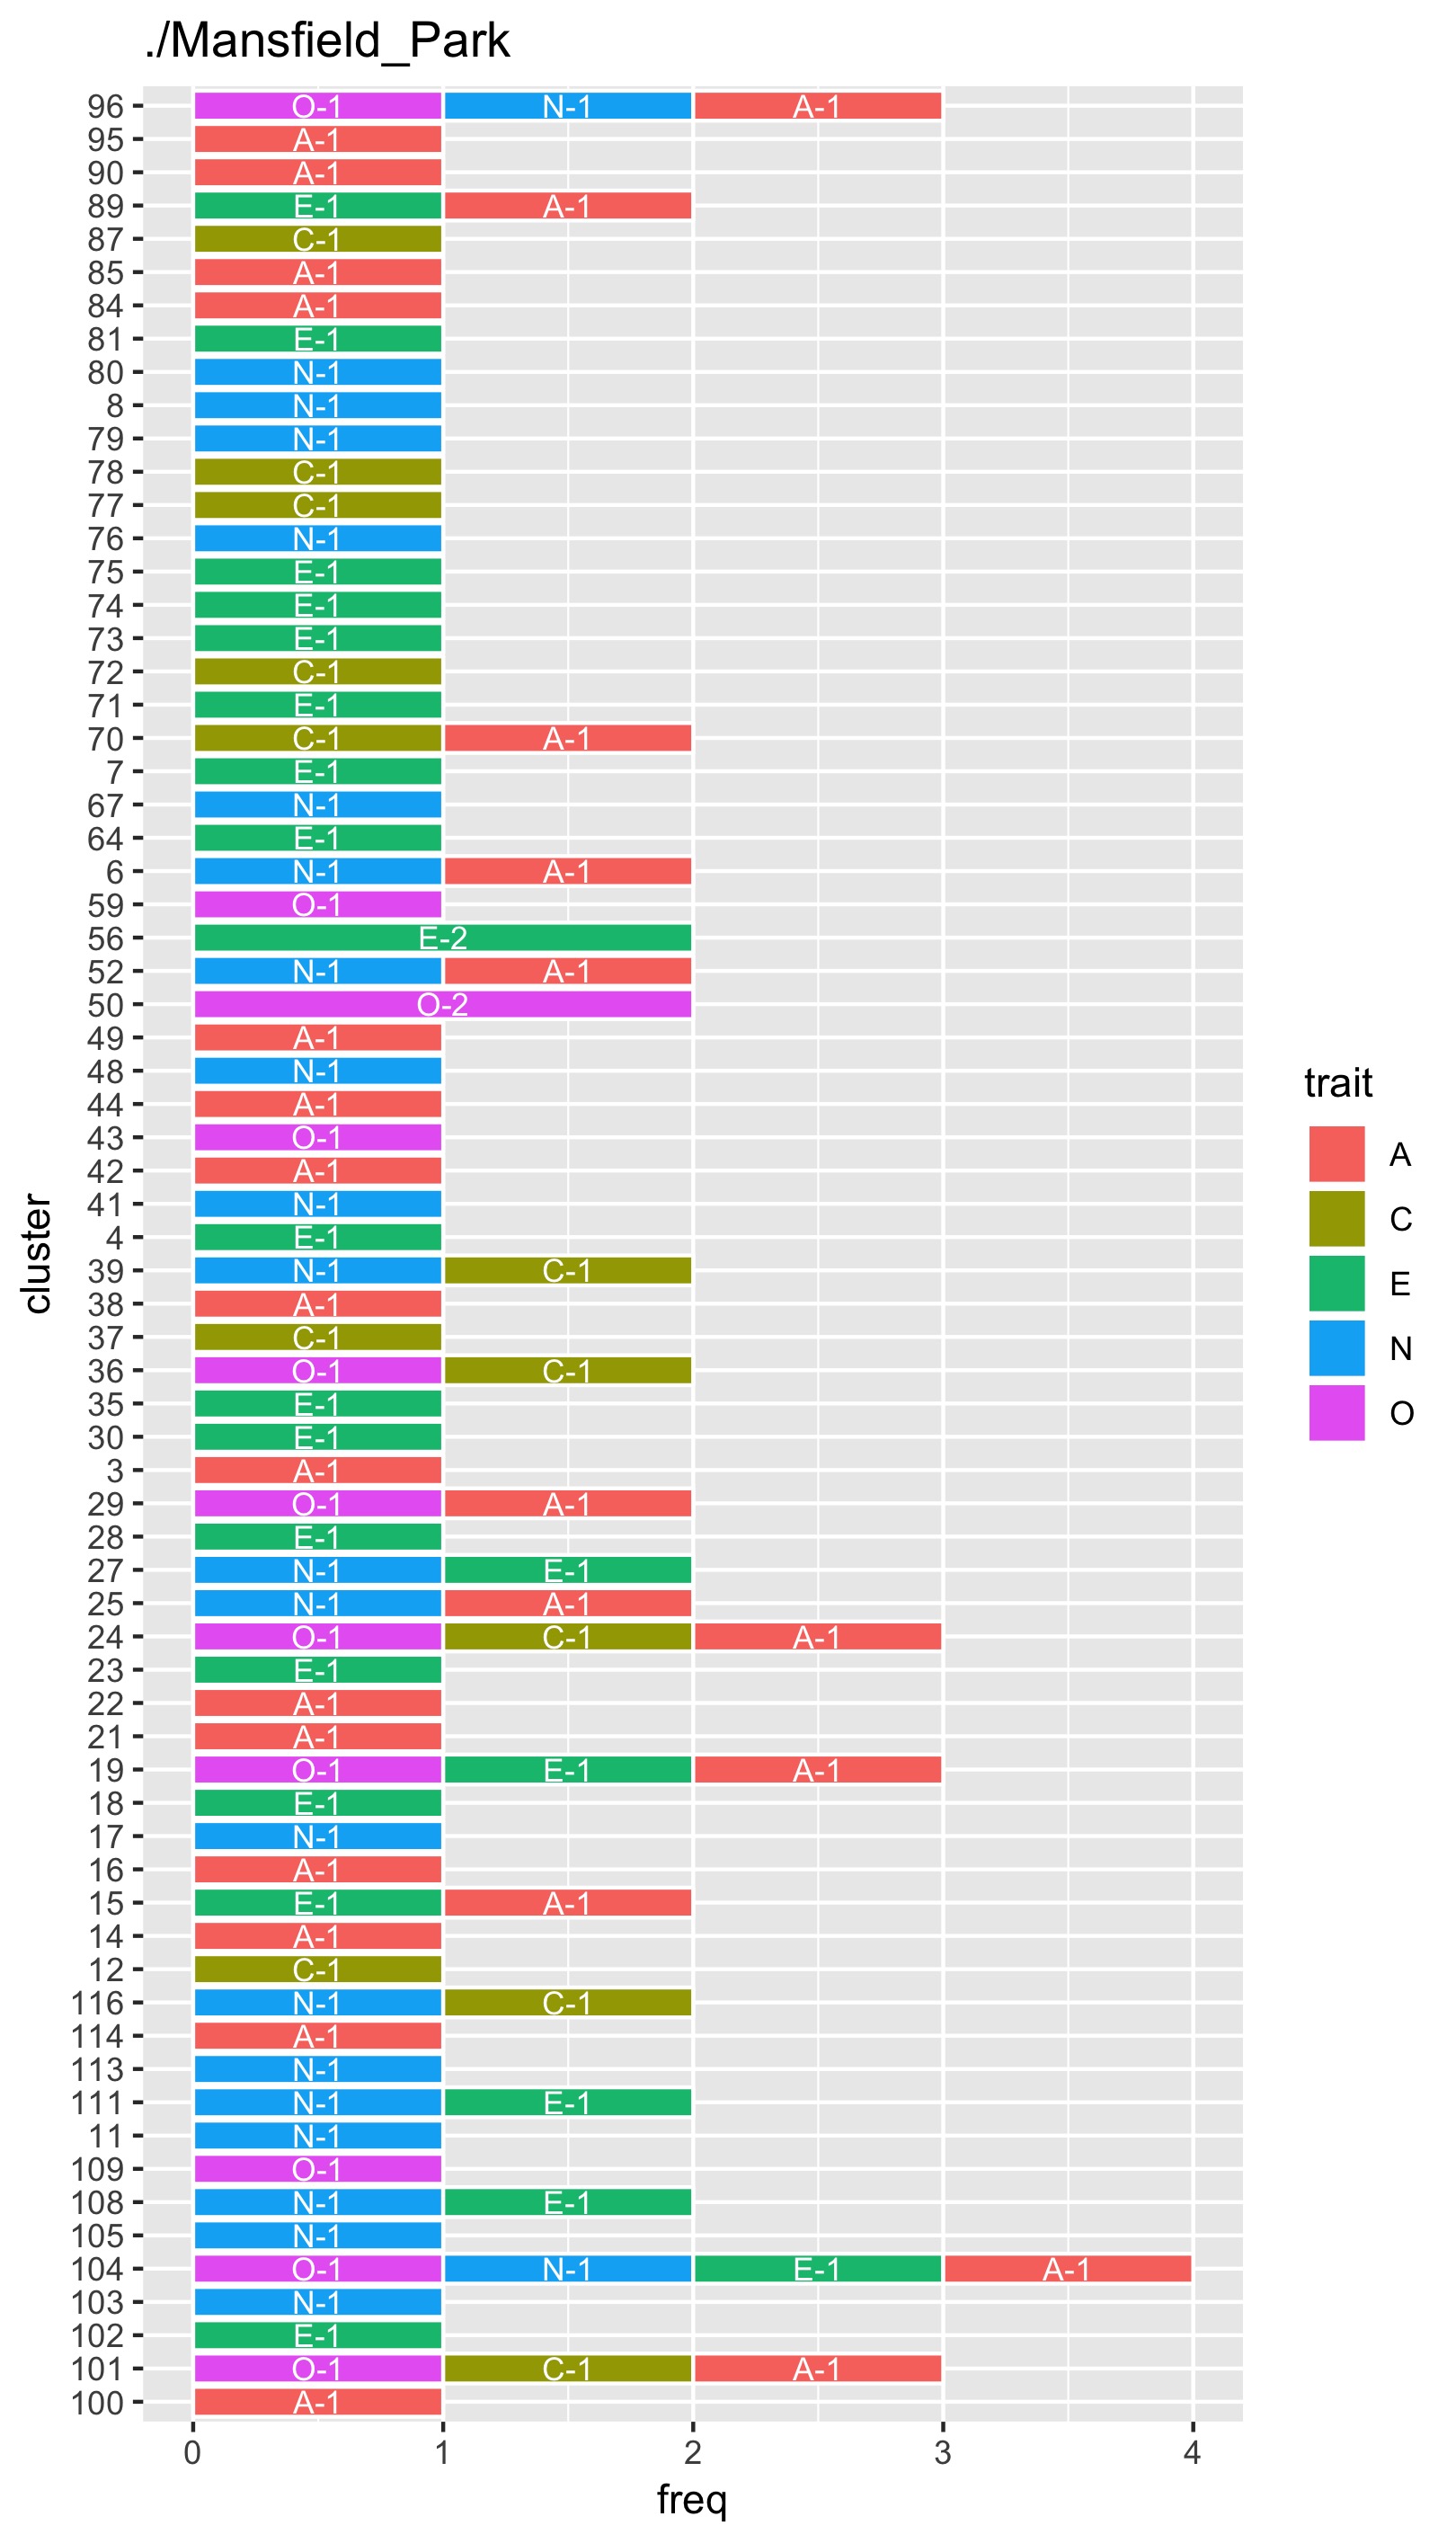 ./Mansfield_Park
96 O-1 N-1 A-1
95 A-1
90 A-1
89 E-1 A-1
87 C-1
85 A-1
84 A-1
81 E-1
80 N-1
8 N-1
79 N-1
78 C-1
77 C-1
76 N-1
75 E-1
74 E-1
73 E-1
72 C-1
71 E-1
70 C-1 A-1
7 E-1
67 N-1
64 E-1
6 N-1 A-1
59 O-1
56 E-2
52 N-1 A-1
50 O-2
49 A-1
48 N-1
44 A-1
43 O-1
42 A-1
41 N-1
4 E-1
39 N-1 C-1
38 A-1
37 C-1
36 O-1 C-1
35 E-1
30 E-1
3 A-1
29 O-1 A-1
28 E-1
27 N-1 E-1
25 N-1 A-1
24 O-1 C-1 A-1
23 E-1
22 A-1
21 A-1
19 O-1 E-1 A-1
18 E-1
17 N-1
16 A-1
15 E-1 A-1
14 A-1
12 C-1
116 N-1 C-1
114 A-1
113 N-1
111 N-1 E-1
11 N-1
109 O-1
108 N-1 E-1
105 N-1
104 O-1 N-1 E-1 A-1
103 N-1
102 E-1
101 O-1 C-1 A-1
100 A-1
0 1 2 3 4
freq
cluster
trait
A
C
E
N
O